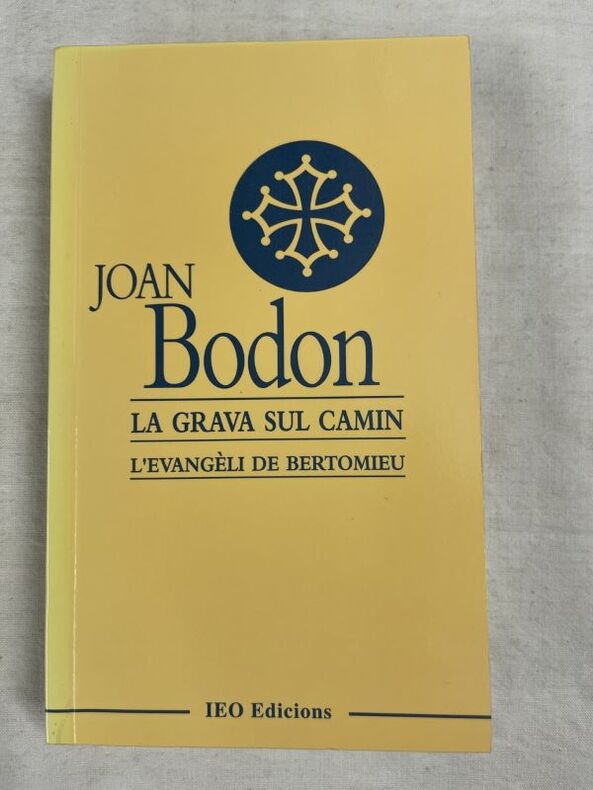 JOAN
Bodon
LA GRAVA SUL CAMIN
L'EVANGÈLI DE BERTOMIEU
IEO Edicions